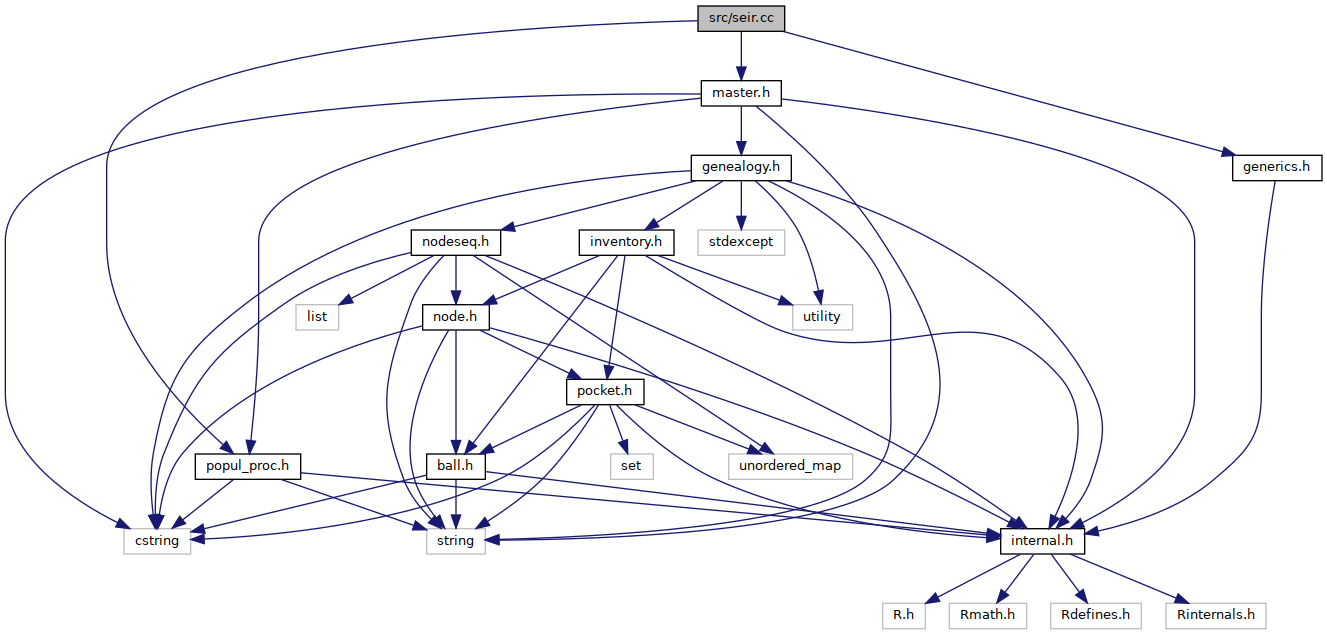 src/seir.cc
master.h
genealogy.h
generics.h
nodeseq.h
inventory.h
stdexcept
list
node.h
utility
pocket.h
popul_proc.h
ball.h
set
unordered_map
cstring
string
internal.h
R.h
Rmath.h
Rdefines.h
Rinternals.h